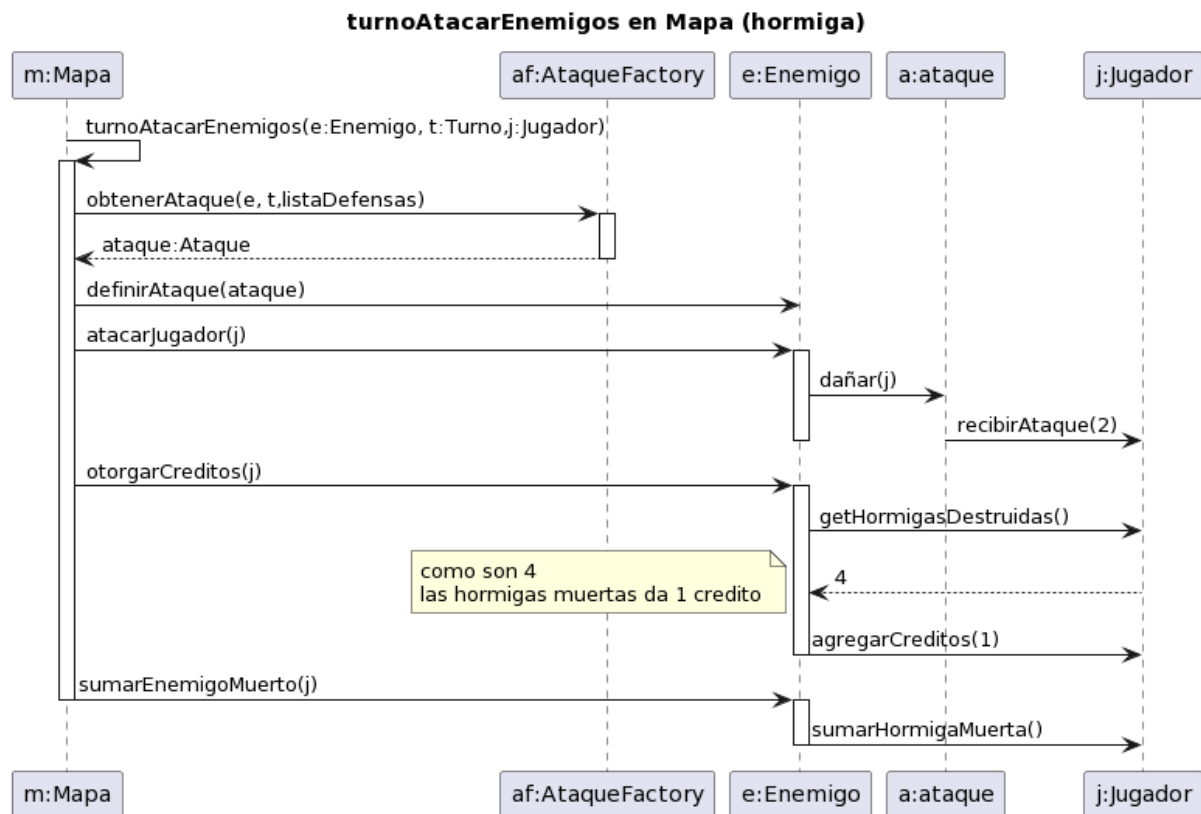 turnoAtacarEnemigos en Mapa (hormiga)
m:Mapa
af:AtaqueFactory
e:Enemigo
a:ataque
j:Jugador
turnoAtacarEnemigos(e:Enemigo, t:Turno,j:Jugador)
obtenerAtaque(e, t,listaDefensas)
ataque:Ataque
definirAtaque(ataque)
atacarJugador(j)
dañar(j)
recibirAtaque(2)
otorgarCreditos(j)
getHormigasDestruidas()
como son 4
las hormigas muertas da 1 credito
4
agregarCreditos(1)
sumarEnemigoMuerto(j)
sumarHormigaMuerta()
m:Mapa
af:AtaqueFactory
e:Enemigo
a:ataque
j:Jugador